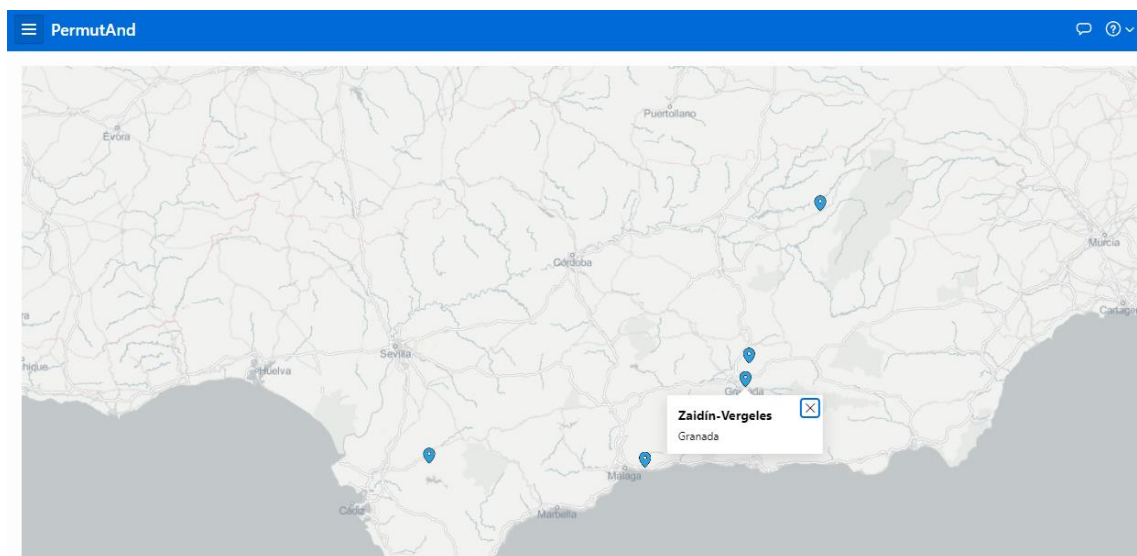 PermutAnd
Puertollano
Évora
Murcia
Córdoba
Sevilla
Huelva
Zaidín-Vergeles
Granada
Málaga
Cádiz
Marbella